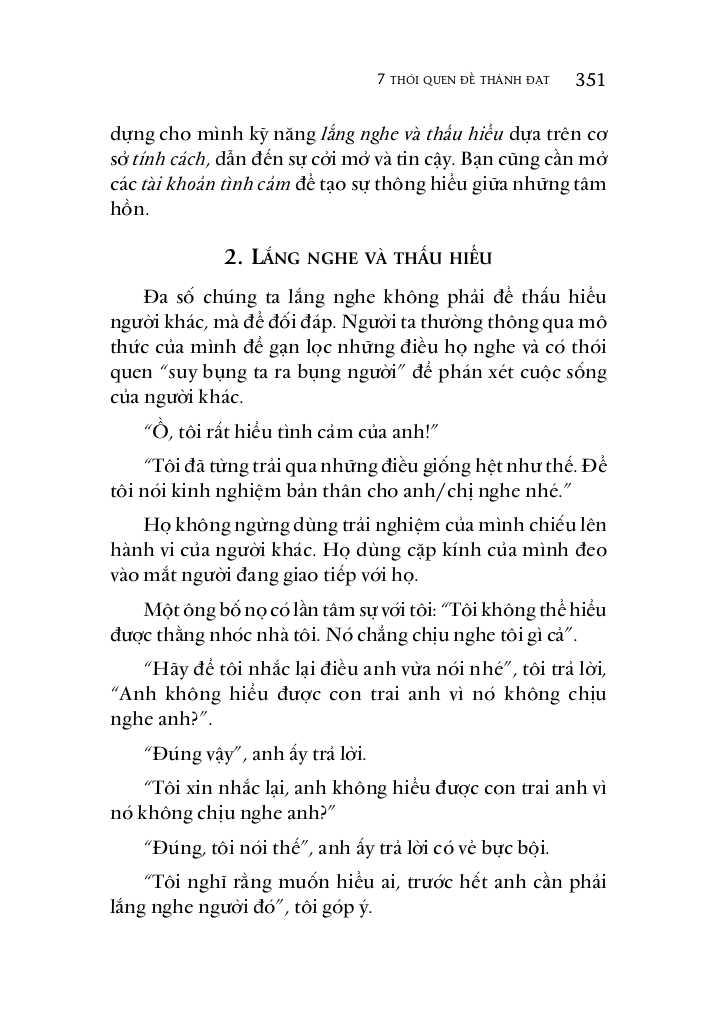 7 THÓI QUEN ĐỂ THÀNH ĐẠT 351
dựng cho mình kỹ năng lắng nghe và thấu hiểu dựa trên cơ
sở tính cách, dẫn đến sự cởi mở và tin cậy. Bạn cũng cần mở
các tài khoản tình cảm để tạo sự thông hiểu giữa những tâm
hồn.
2. LẮNG NGHE VÀ THẤU HIỂU
Đa số chúng ta lắng nghe không phải để thấu hiểu
người khác, mà để đối đáp. Người ta thường thông qua mô
thức của mình để gạn lọc những điều họ nghe và có thói
quen “suy bụng ta ra bụng người” để phán xét cuộc sống
của người khác.
“Ồ, tôi rất hiểu tình cảm của anh!”
“Tôi đã từng trải qua những điều giống hệt như thế. Để
tôi nói kinh nghiệm bản thân cho anh/chị nghe nhé.”
Họ không ngừng dùng trải nghiệm của mình chiếu lên
hành vi của người khác. Họ dùng cặp kính của mình đeo
vào mắt người đang giao tiếp với họ.
Một ông bố nọ có lần tâm sự với tôi: “Tôi không thể hiểu
được thằng nhóc nhà tôi. Nó chẳng chịu nghe tôi gì cả”.
“Hãy để tôi nhắc lại điều anh vừa nói nhé”, tôi trả lời,
“Anh không hiểu được con trai anh vì nó không chịu
nghe anh?”.
“Đúng vậy”, anh ấy trả lời.
“Tôi xin nhắc lại, anh không hiểu được con trai anh vì
nó không chịu nghe anh?”
“Đúng, tôi nói thế”, anh ấy trả lời có vẻ bực bội.
“Tôi nghĩ rằng muốn hiểu ai, trước hết anh cần phải
lắng nghe người đó”, tôi góp ý.